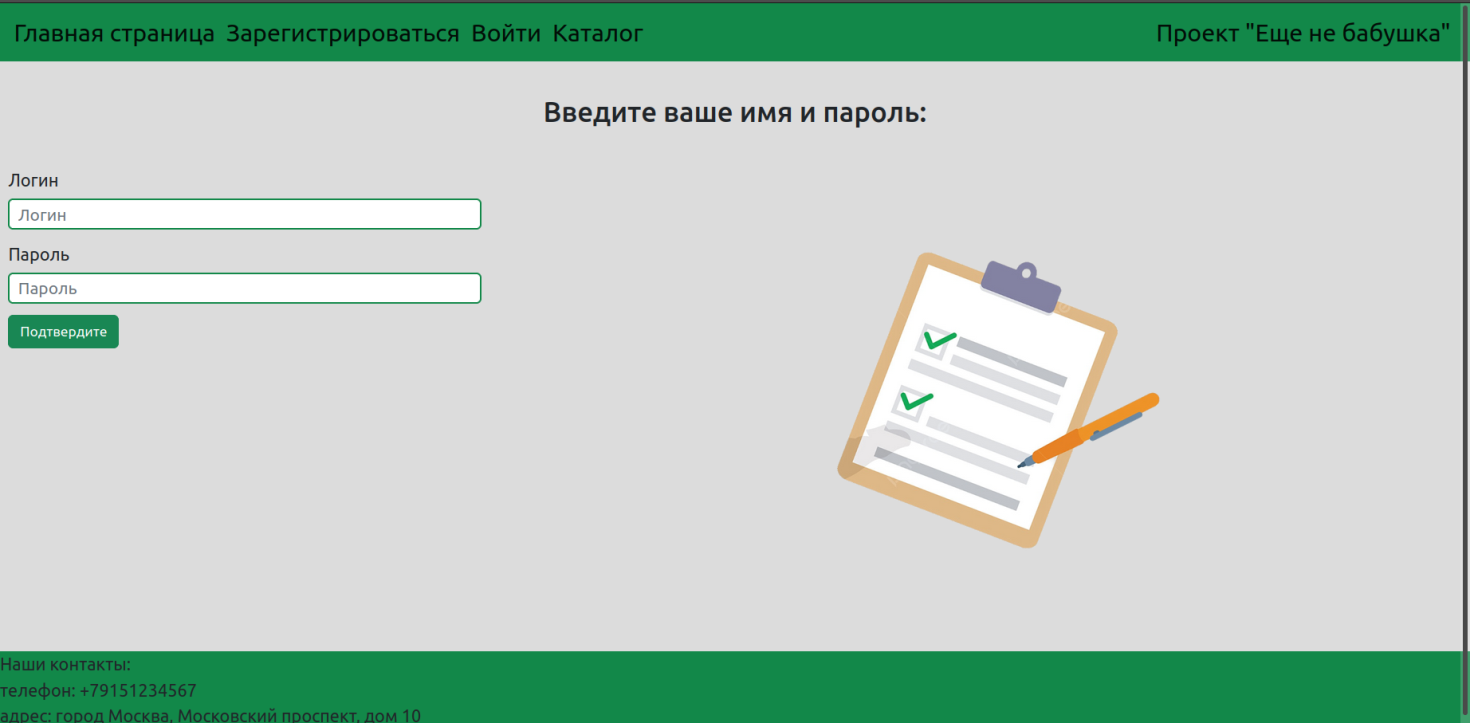 Главная страница Зарегистрироваться Войти Каталог Проект "Еще не бабушка"
Введите ваше имя и пароль:
Логин
Логин
Пароль
Пароль
Подтвердите
Наши контакты:
телефон: +79151234567
адрес: город Москва, Московский проспект, дом 10